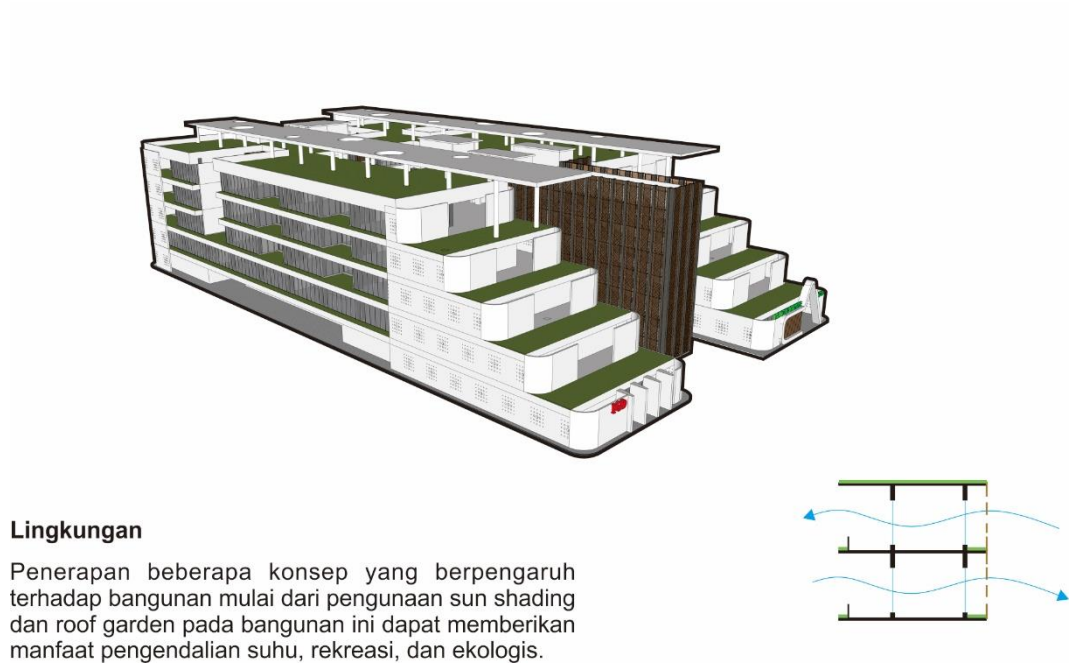 Lingkungan
Penerapan beberapa konsep yang berpengaruh
terhadap bangunan mulai dari pengunaan sun shading
dan roof garden pada bangunan ini dapat memberikan
manfaat pengendalian suhu, rekreasi, dan ekologis.